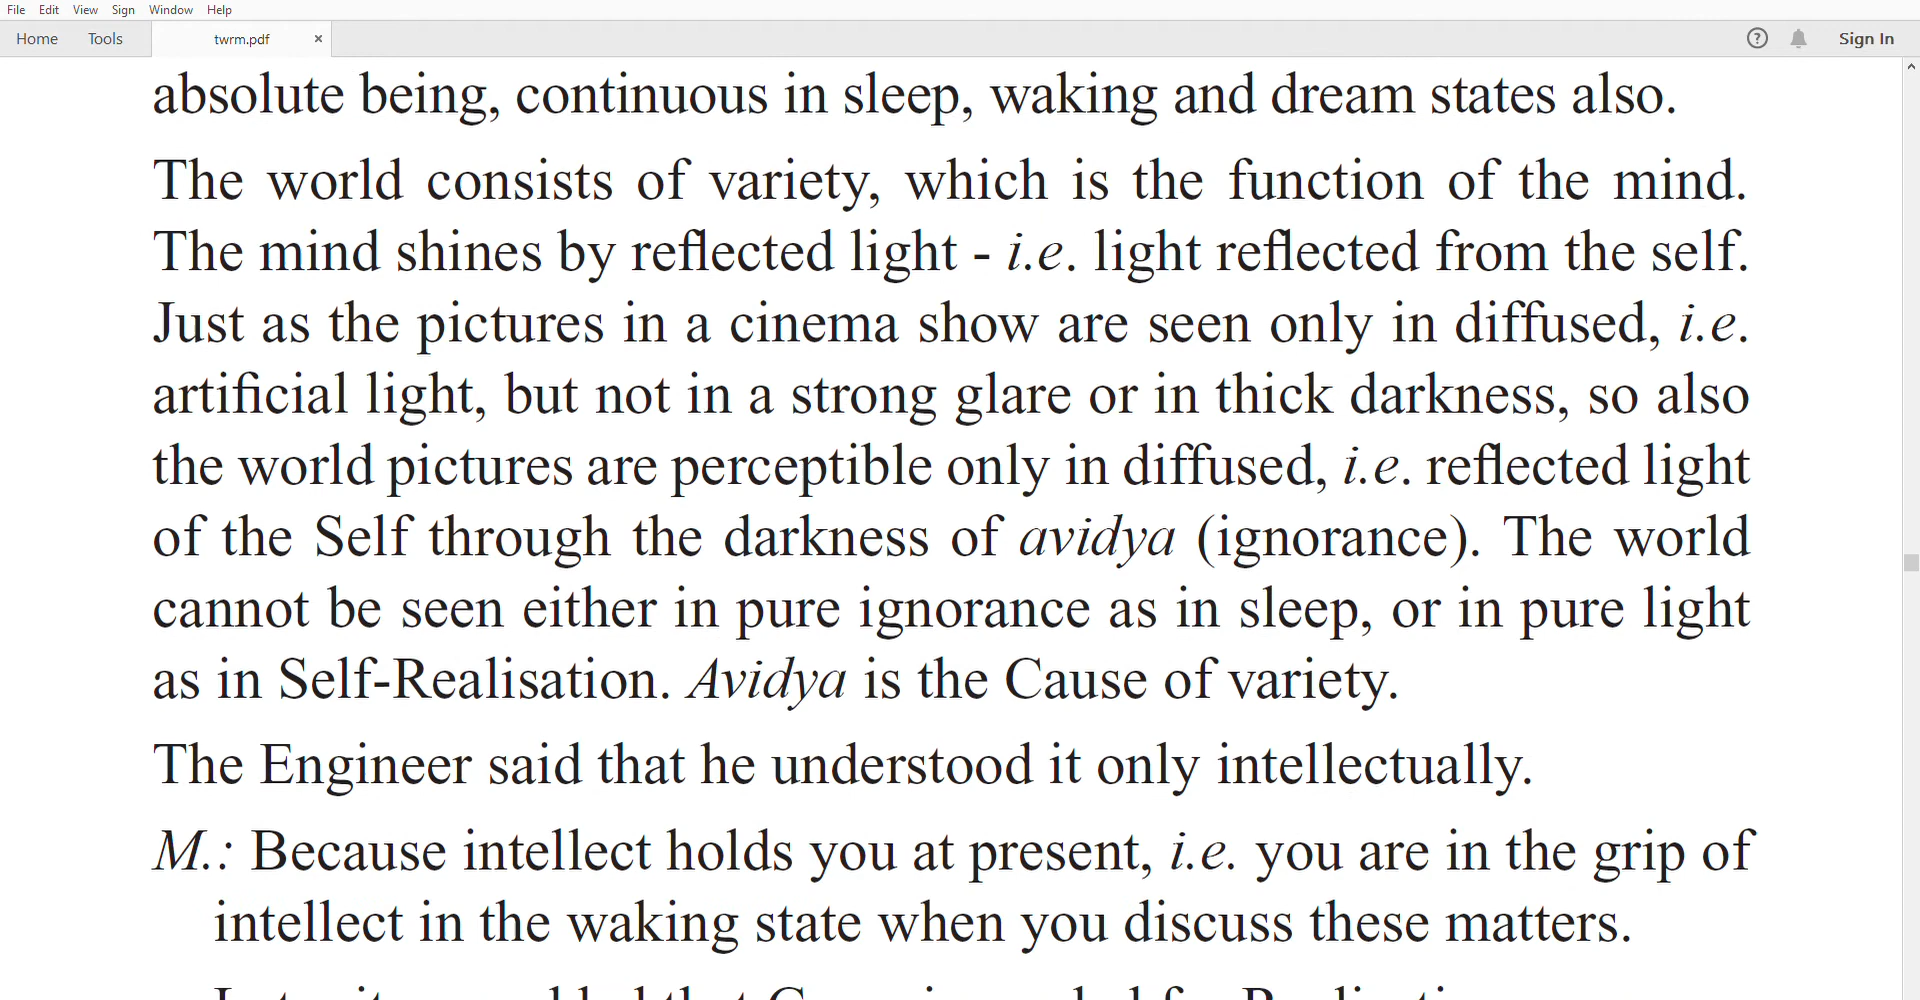 File Edit View Sign Window Help
Home Tools twrm.pdf × ? Sign In
absolute being, continuous in sleep, waking and dream states also.
The world consists of variety, which is the function of the mind.
The mind shines by reflected light - i.e. light reflected from the self.
Just as the pictures in a cinema show are seen only in diffused, i.e.
artificial light, but not in a strong glare or in thick darkness, so also
the world pictures are perceptible only in diffused, i.e. reflected light
of the Self through the darkness of avidya (ignorance). The world
cannot be seen either in pure ignorance as in sleep, or in pure light
as in Self-Realisation. Avidya is the Cause of variety.
The Engineer said that he understood it only intellectually.
M.: Because intellect holds you at present, i.e. you are in the grip of
intellect in the waking state when you discuss these matters.